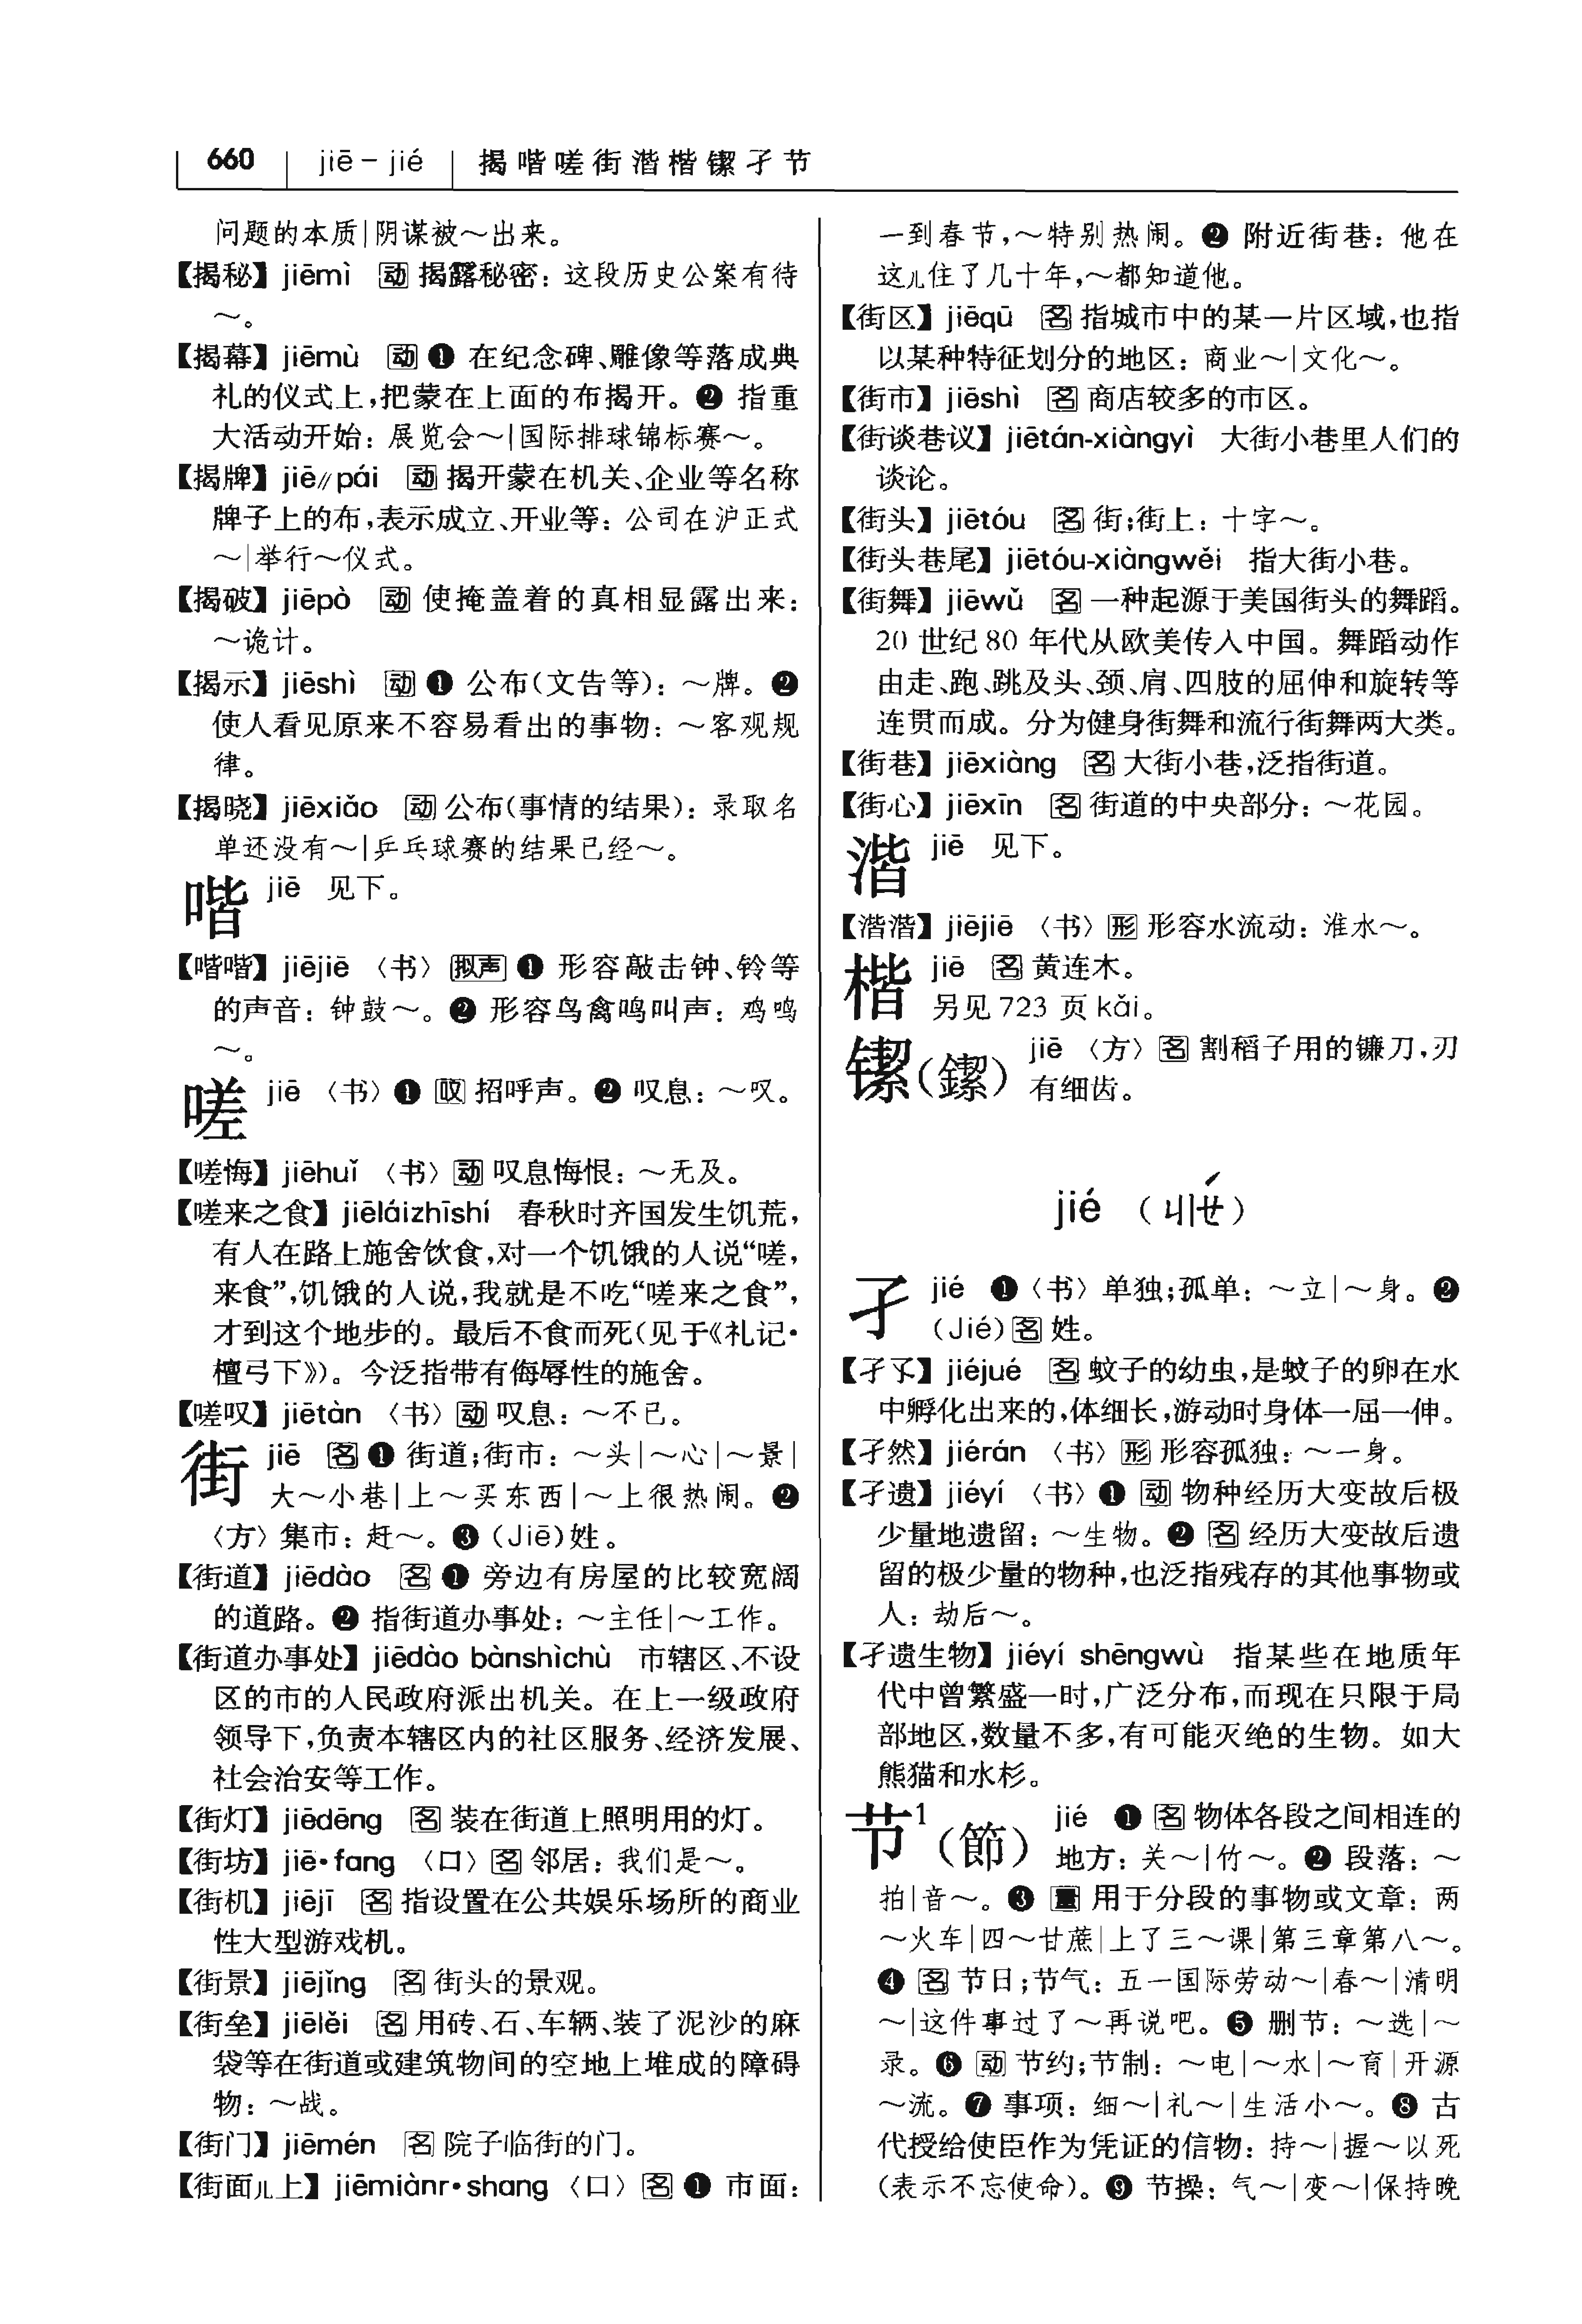 660 jiē－jié 揭喈嗟街湝楷锲孑节
问题的本质|阴谋被～出来。
【揭秘】jiēmì 动 揭露秘密：这段历史公案有待
～。
【揭幕】jiēmù 动 ❶ 在纪念碑、雕像等落成典
礼的仪式上，把蒙在上面的布揭开。❷ 指重
大活动开始：展览会～|国际排球锦标赛～。
【揭牌】jiē∥pái 动 揭开蒙在机关、企业等名称
牌子上的布，表示成立、开业等：公司在沪正式
～|举行～仪式。
【揭破】jiēpò 动 使掩盖着的真相显露出来：
～诡计。
【揭示】jiēshì 动 ❶ 公布（文告等）：～牌。❷
使人看见原来不容易看出的事物：～客观规
律。
【揭晓】jiēxiǎo 动 公布（事情的结果）：录取名
单还没有～|乒乓球赛的结果已经～。
喈 jiē 见下。
【喈喈】jiējiē 〈书〉 拟声 ❶ 形容敲击钟、铃等
的声音：钟鼓～。❷ 形容鸟禽鸣叫声：鸡鸣
～。
嗟 jiē 〈书〉❶ 叹 招呼声。❷ 叹息：～叹。
【嗟悔】jiēhuǐ 〈书〉动 叹息悔恨：～无及。
【嗟来之食】jiēláizhīshí 春秋时齐国发生饥荒，
有人在路上施舍饮食，对一个饥饿的人说“嗟，
来食”，饥饿的人说，我就是不吃“嗟来之食”，
才到这个地步的。最后不食而死（见于《礼记·
檀弓下》）。今泛指带有侮辱性的施舍。
【嗟叹】jiētàn 〈书〉动 叹息：～不已。
街 jiē 名 ❶ 街道；街市：～头|～心|～景|
大～小巷|上～买东西|～上很热闹。❷
〈方〉集市：赶～。❸（Jiē）姓。
【街道】jiēdào 名 ❶ 旁边有房屋的比较宽阔
的道路。❷ 指街道办事处：～主任|～工作。
【街道办事处】jiēdào bànshìchù 市辖区、不设
区的市的人民政府派出机关。在上一级政府
领导下，负责本辖区内的社区服务、经济发展、
社会治安等工作。
【街灯】jiēdēng 名 装在街道上照明用的灯。
【街坊】jiē·fang 〈口〉名 邻居：我们是～。
【街机】jiējī 名 指设置在公共娱乐场所的商业
性大型游戏机。
【街景】jiējǐng 名 街头的景观。
【街垒】jiēlěi 名 用砖、石、车辆、装了泥沙的麻
袋等在街道或建筑物间的空地上堆成的障碍
物：～战。
【街门】jiēmén 名 院子临街的门。
【街面儿上】jiēmiànr·shang 〈口〉名 ❶ 市面：
一到春节，～特别热闹。❷ 附近街巷：他在
这儿住了几十年，～都知道他。
【街区】jiēqū 名 指城市中的某一片区域，也指
以某种特征划分的地区：商业～|文化～。
【街市】jiēshì 名 商店较多的市区。
【街谈巷议】jiētán-xiàngyì 大街小巷里人们的
谈论。
【街头】jiētóu 名 街；街上：十字～。
【街头巷尾】jiētóu-xiàngwěi 指大街小巷。
【街舞】jiēwǔ 名 一种起源于美国街头的舞蹈。
20 世纪 80 年代从欧美传入中国。舞蹈动作
由走、跑、跳及头、颈、肩、四肢的屈伸和旋转等
连贯而成。分为健身街舞和流行街舞两大类。
【街巷】jiēxiàng 名 大街小巷，泛指街道。
【街心】jiēxīn 名 街道的中央部分：～花园。
湝 jiē 见下。
【湝湝】jiējiē 〈书〉形 形容水流动：淮水～。
楷 jiē 名 黄连木。
另见 723 页 kǎi。
锲（鍥） jiē 〈方〉名 割稻子用的镰刀，刃
有细齿。
jié （ㄐㄧㄝˊ）
孑 jié ❶〈书〉单独；孤单：～立|～身。❷
（Jié）名 姓。
【孑孓】jiéjué 名 蚊子的幼虫，是蚊子的卵在水
中孵化出来的，体细长，游动时身体一屈一伸。
【孑然】jiérán 〈书〉形 形容孤独：～一身。
【孑遗】jiéyí 〈书〉❶ 动 物种经历大变故后极
少量地遗留：～生物。❷ 名 经历大变故后遗
留的极少量的物种，也泛指残存的其他事物或
人：劫后～。
【孑遗生物】jiéyí shēngwù 指某些在地质年
代中曾繁盛一时，广泛分布，而现在只限于局
部地区，数量不多，有可能灭绝的生物。如大
熊猫和水杉。
节¹（節） jié ❶ 名 物体各段之间相连的
地方：关～|竹～。❷ 段落：～
拍|音～。❸ 量 用于分段的事物或文章：两
～火车|四～甘蔗|上了三～课|第三章第八～。
❹ 名 节日；节气：五一国际劳动～|春～|清明
～|这件事过了～再说吧。❺ 删节：～选|～
录。❻ 动 节约；节制：～电|～水|～育|开源
～流。❼ 事项：细～|礼～|生活小～。❽ 古
代授给使臣作为凭证的信物：持～|握～以死
（表示不忘使命）。❾ 节操：气～|变～|保持晚